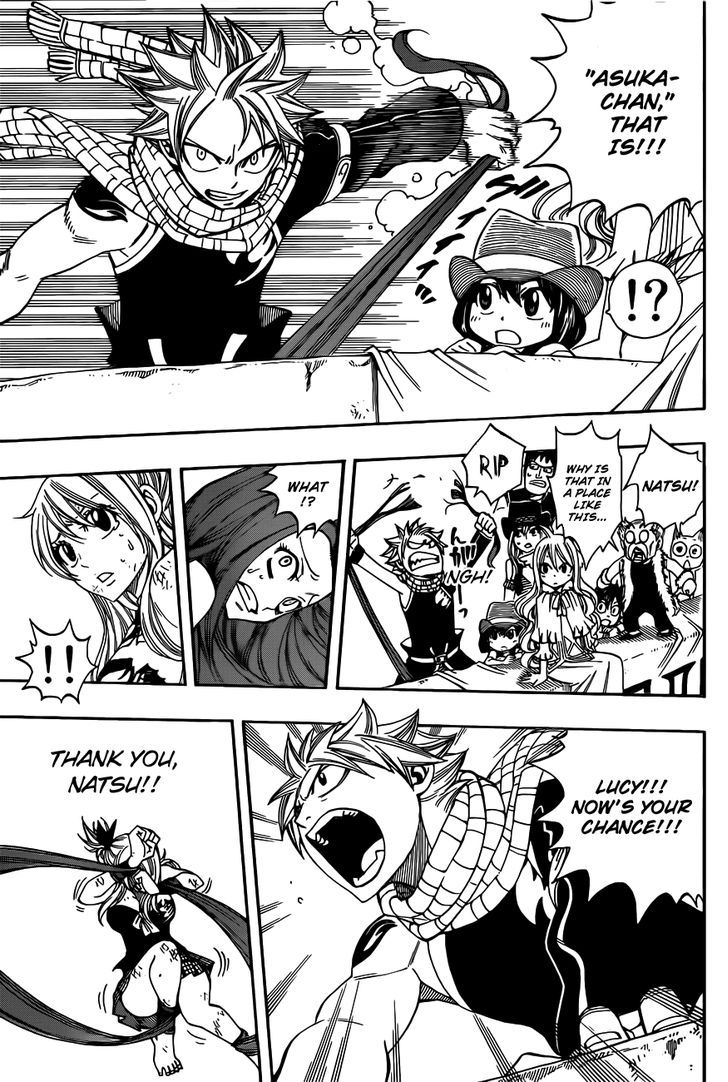 "ASUKA-
CHAN,"
THAT
IS!!!
!?
NATSU!
WHY IS
THAT IN
A PLACE
LIKE
THIS...
RIP
NGH!
WHAT
!?
!!
LUCY!!!
NOW'S YOUR
CHANCE!!!
THANK YOU,
NATSU!!